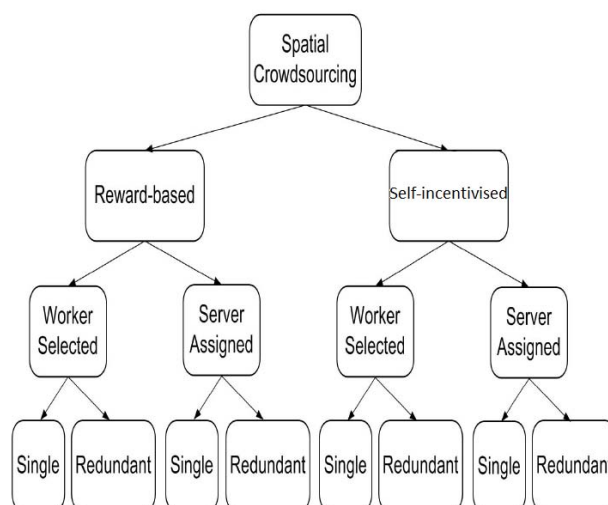 Spatial
Crowdsourcing
Reward-based
Self-incentivised
Worker
Selected
Server
Assigned
Worker
Selected
Server
Assigned
Single
Redundant
Single
Redundant
Single
Redundant
Single
Redundant